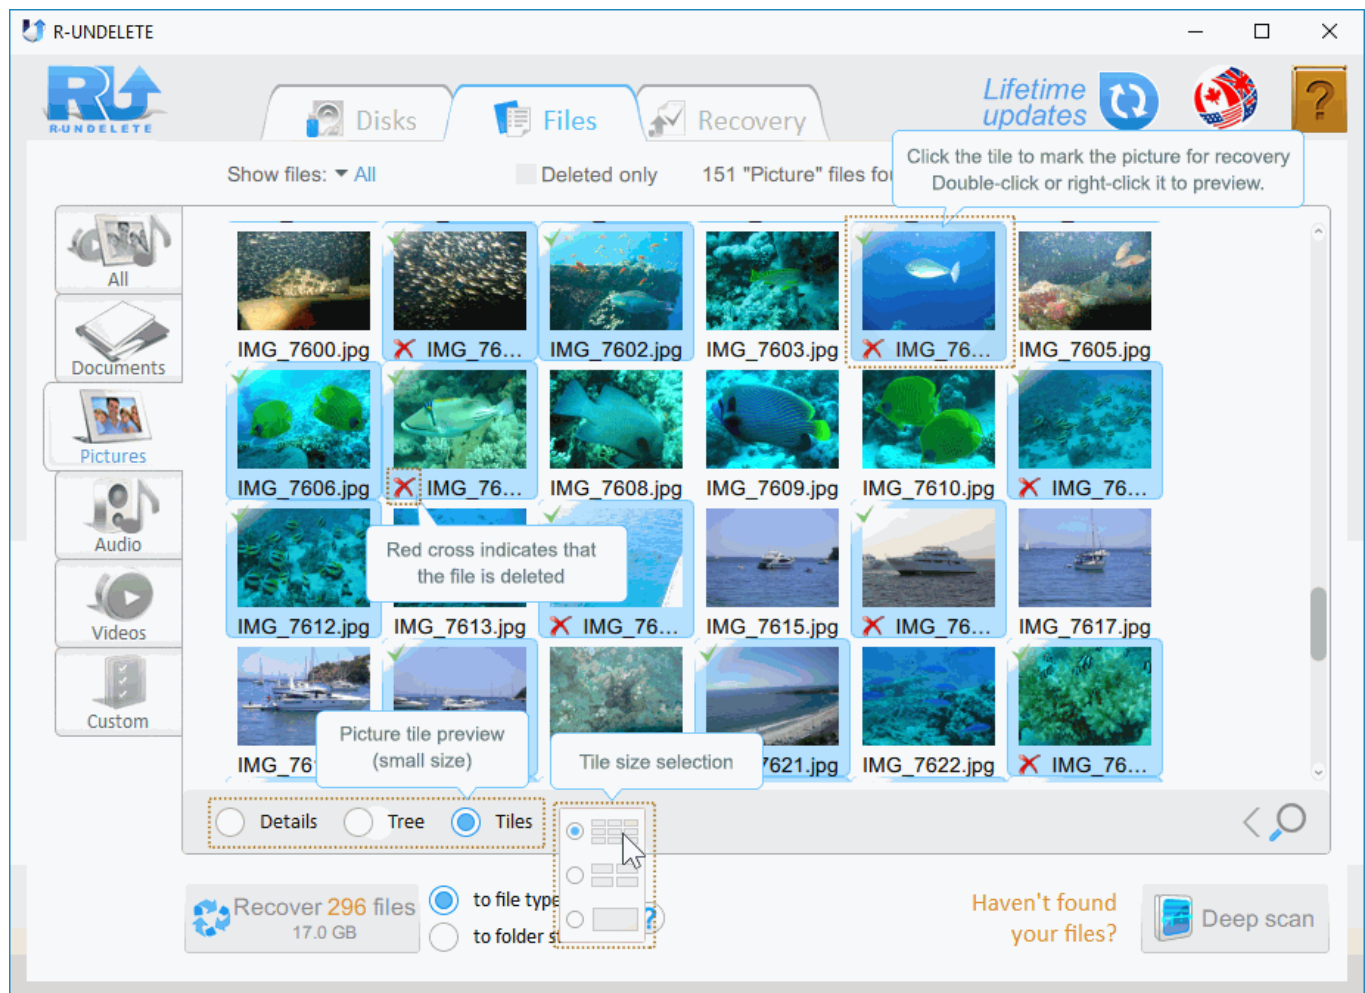 R-UNDELETE
RU
R-UNDELETE
Disks
Files
Recovery
Lifetime
updates
?
Show files: All
Deleted only
151 "Picture" files
Click the tile to mark the picture for recovery
Double-click or right-click it to preview.
All
Documents
Pictures
Audio
Videos
Custom
IMG_7600.jpg
IMG_76...
IMG_7602.jpg
IMG_7603.jpg
IMG_76...
IMG_7605.jpg
IMG_7606.jpg
IMG_76...
IMG_7608.jpg
IMG_7609.jpg
IMG_7610.jpg
IMG_76...
Red cross indicates that
the file is deleted
IMG_7612.jpg
IMG_7613.jpg
IMG_76...
IMG_7615.jpg
IMG_76...
IMG_7617.jpg
Picture tile preview
(small size)
Tile size selection
IMG_76
7621.jpg
IMG_7622.jpg
IMG_76...
Details
Tree
Tiles
Recover 296 files
17.0 GB
to file type
to folder
?
Haven't found
your files?
Deep scan